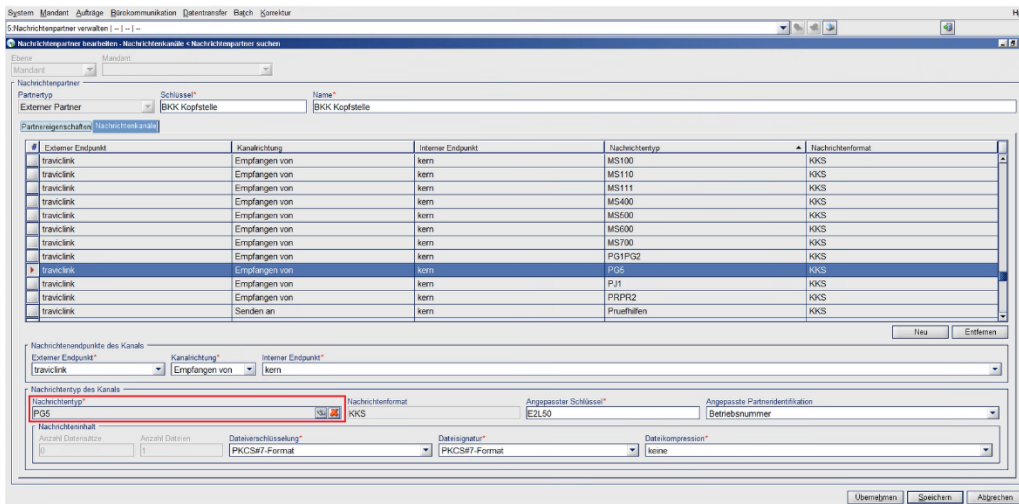 System Mandant Aufträge Bürokommunikation Datentransfer Batch Korrektur
5:Nachrichtenpartner verwalten | -- | -- | --
Nachrichtenpartner bearbeiten - Nachrichtenkanäle < Nachrichtenpartner suchen
Ebene Mandant
Mandant
Nachrichtenpartner
Partnertyp Schlüssel* Name*
Externer Partner BKK Kopfstelle BKK Kopfstelle
Partnereigenschaften Nachrichtenkanäle
# Externer Endpunkt Kanalrichtung Interner Endpunkt Nachrichtentyp Nachrichtenformat
traviclink Empfangen von kern MS100 KKS
traviclink Empfangen von kern MS110 KKS
traviclink Empfangen von kern MS111 KKS
traviclink Empfangen von kern MS400 KKS
traviclink Empfangen von kern MS500 KKS
traviclink Empfangen von kern MS600 KKS
traviclink Empfangen von kern MS700 KKS
traviclink Empfangen von kern PG1PG2 KKS
traviclink Empfangen von kern PG5 KKS
traviclink Empfangen von kern PJ1 KKS
traviclink Empfangen von kern PRPR2 KKS
traviclink Senden an kern Pruefhilfen KKS
Neu Entfernen
Nachrichtenendpunkte des Kanals
Externer Endpunkt* Kanalrichtung* Interner Endpunkt*
traviclink Empfangen von kern
Nachrichtentyp des Kanals
Nachrichtentyp* Nachrichtenformat Angepasster Schlüssel* Angepasste Partneridentifikation
PG5 KKS E2L50 Betriebsnummer
Nachrichteninhalt
Anzahl Datensätze Anzahl Dateien Dateiverschlüsselung* Dateisignatur* Dateikompression*
0 1 PKCS#7-Format PKCS#7-Format keine
Übernehmen Speichern Abbrechen